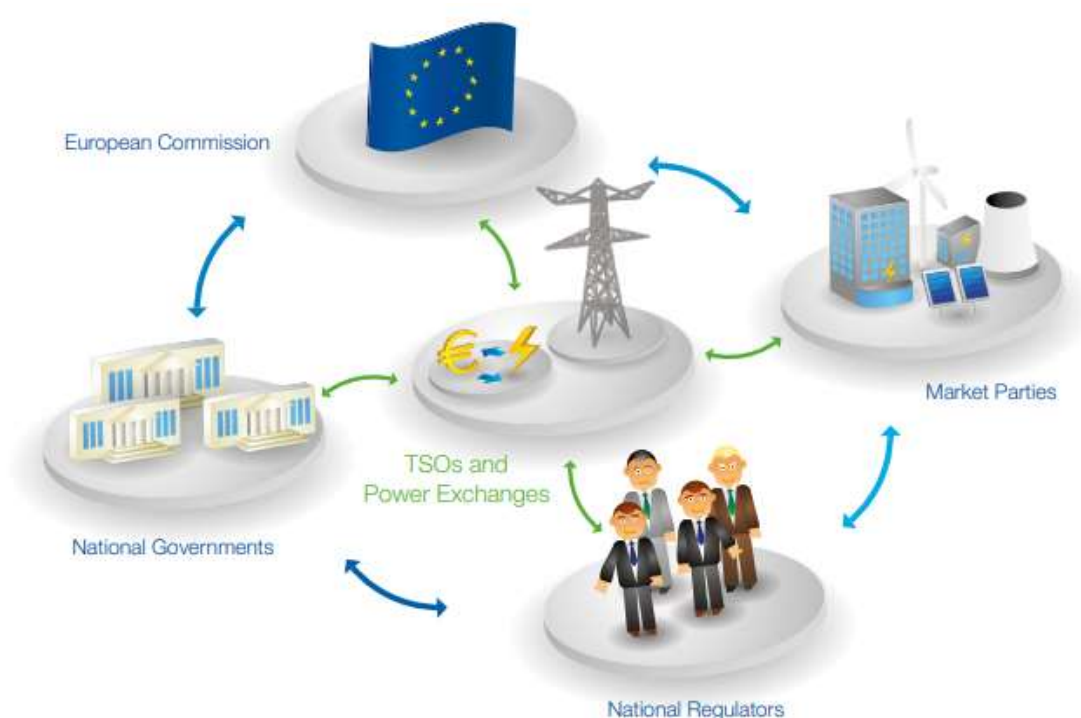 European Commission
Market Parties
TSOs and
Power Exchanges
National Governments
National Regulators